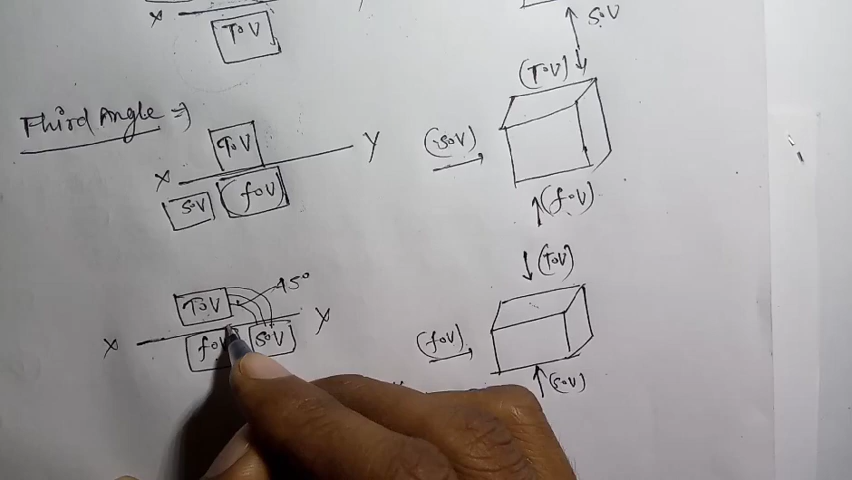 X
T.V
S.V
Third Angle ⇒
(T.V)
T.V
X
Y
(S.V)
S.V
(f.V)
(f.V)
(T.V)
45°
T.V
X
Y
f.V
S.V
(f.V)
(S.V)